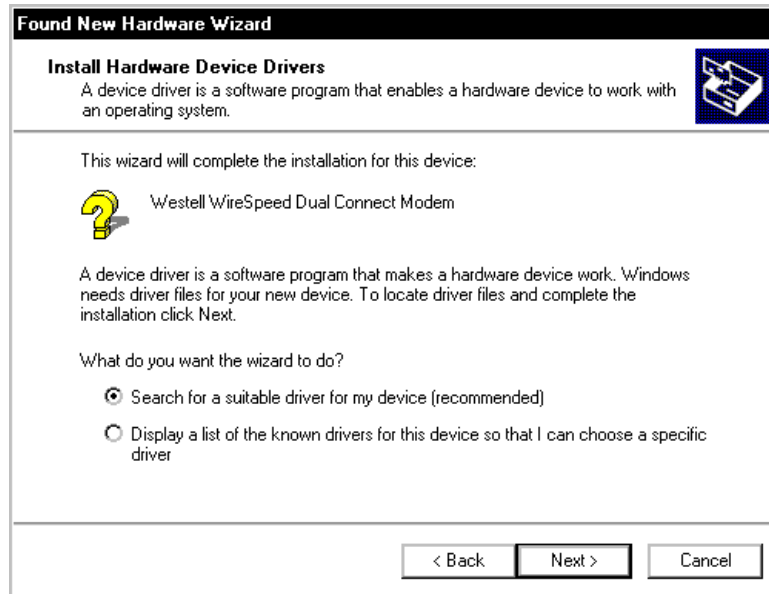 Found New Hardware Wizard
Install Hardware Device Drivers
A device driver is a software program that enables a hardware device to work with
an operating system.
This wizard will complete the installation for this device:
Westell WireSpeed Dual Connect Modem
A device driver is a software program that makes a hardware device work. Windows
needs driver files for your new device. To locate driver files and complete the
installation click Next.
What do you want the wizard to do?
Search for a suitable driver for my device (recommended)
Display a list of the known drivers for this device so that I can choose a specific
driver
< Back Next > Cancel